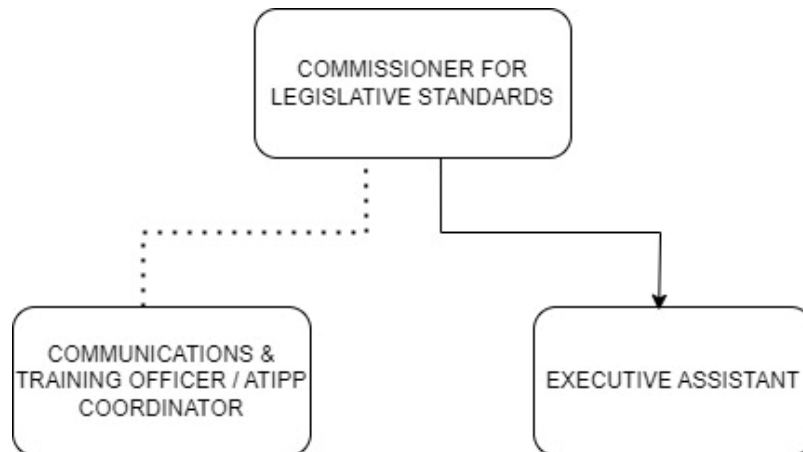 COMMISSIONER FOR
LEGISLATIVE STANDARDS
COMMUNICATIONS &
TRAINING OFFICER / ATIPP
COORDINATOR
EXECUTIVE ASSISTANT